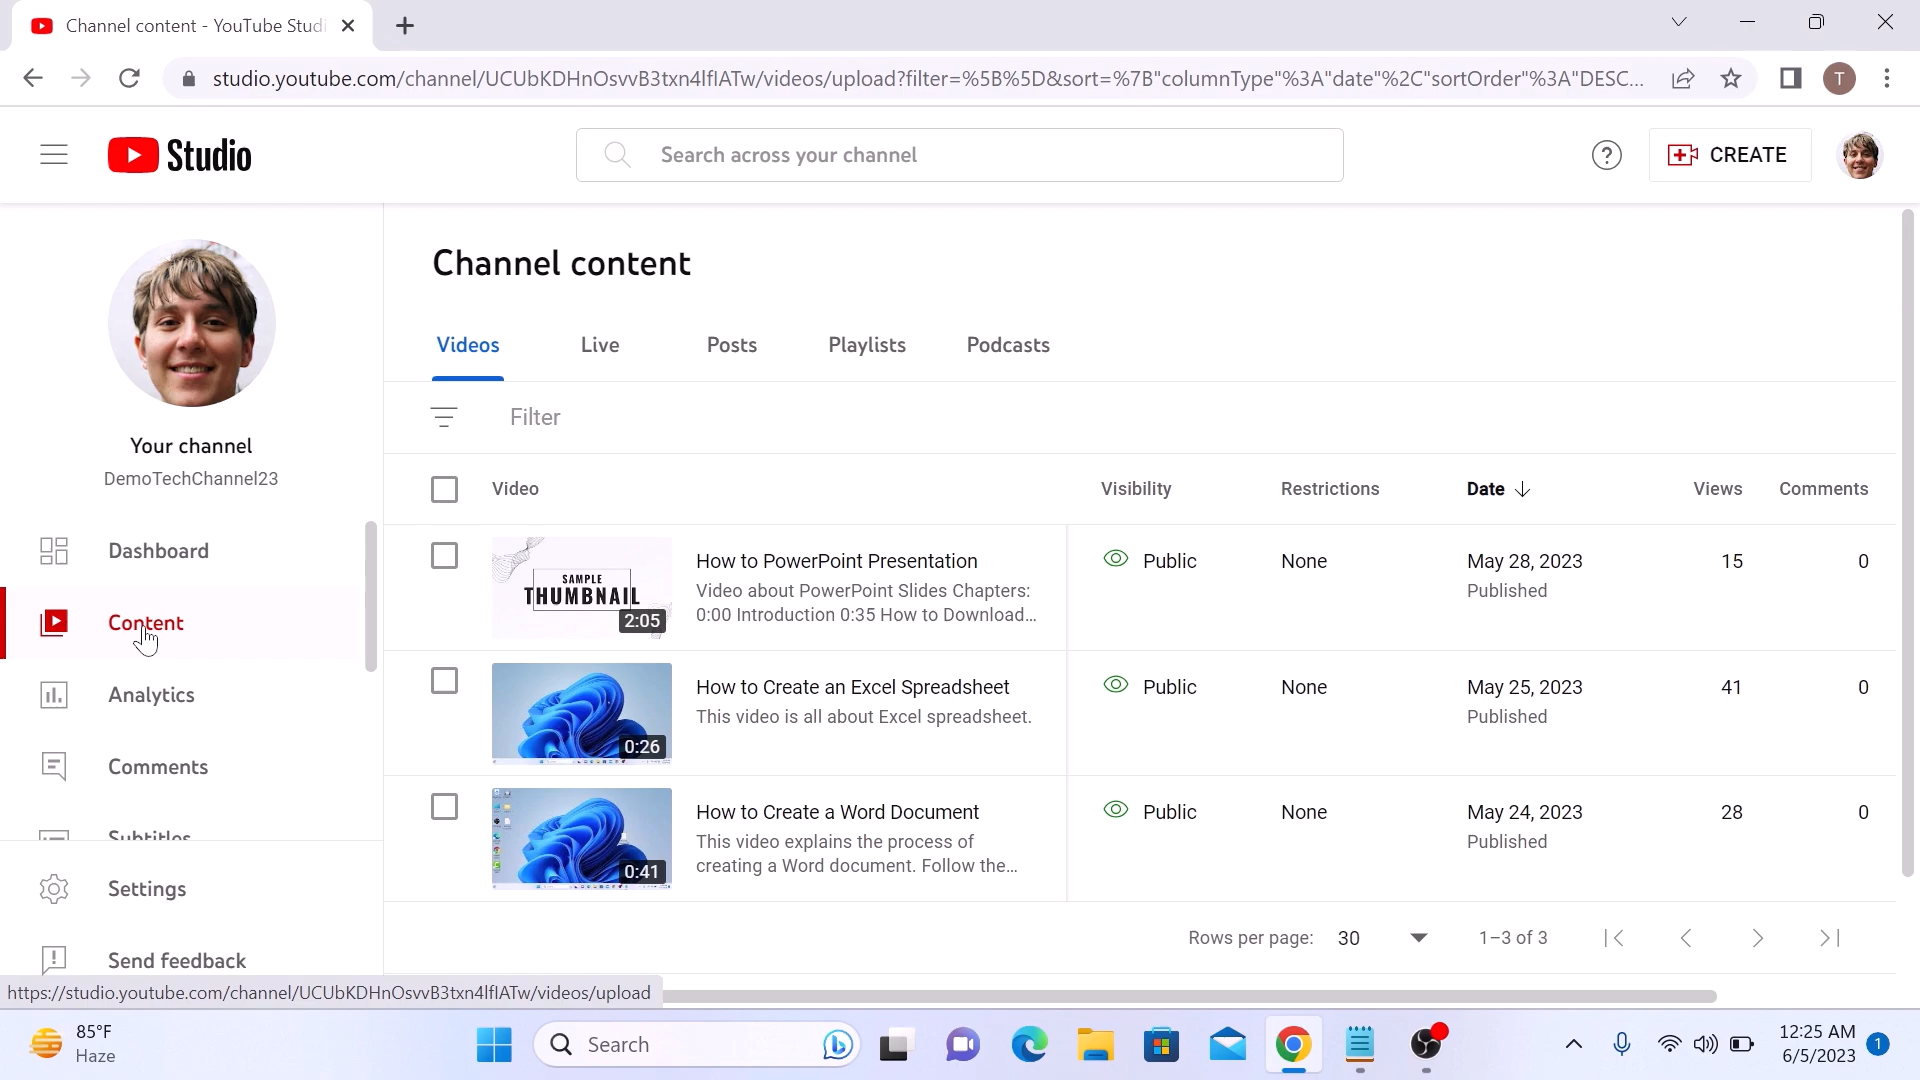 Channel content - YouTube Studi
studio.youtube.com/channel/UCUbKDHnOsvvB3txn4lflATw/videos/upload?filter=%5B%5D&sort=%7B"columnType"%3A"date"%2C"sortOrder"%3A"DESC...
T
Studio
Search across your channel
?
CREATE
Your channel
DemoTechChannel23
Dashboard
Content
Analytics
Comments
Subtitles
Settings
Send feedback
https://studio.youtube.com/channel/UCUbKDHnOsvvB3txn4lflATw/videos/upload
Channel content
Videos Live Posts Playlists Podcasts
Filter
Video Visibility Restrictions Date Views Comments
SAMPLE
THUMBNAIL
2:05
How to PowerPoint Presentation
Video about PowerPoint Slides Chapters:
0:00 Introduction 0:35 How to Download...
Public None May 28, 2023 15 0
Published
0:26
How to Create an Excel Spreadsheet
This video is all about Excel spreadsheet.
Public None May 25, 2023 41 0
Published
0:41
How to Create a Word Document
This video explains the process of
creating a Word document. Follow the...
Public None May 24, 2023 28 0
Published
Rows per page: 30 1–3 of 3
85°F
Haze
Search
12:25 AM
6/5/2023
1